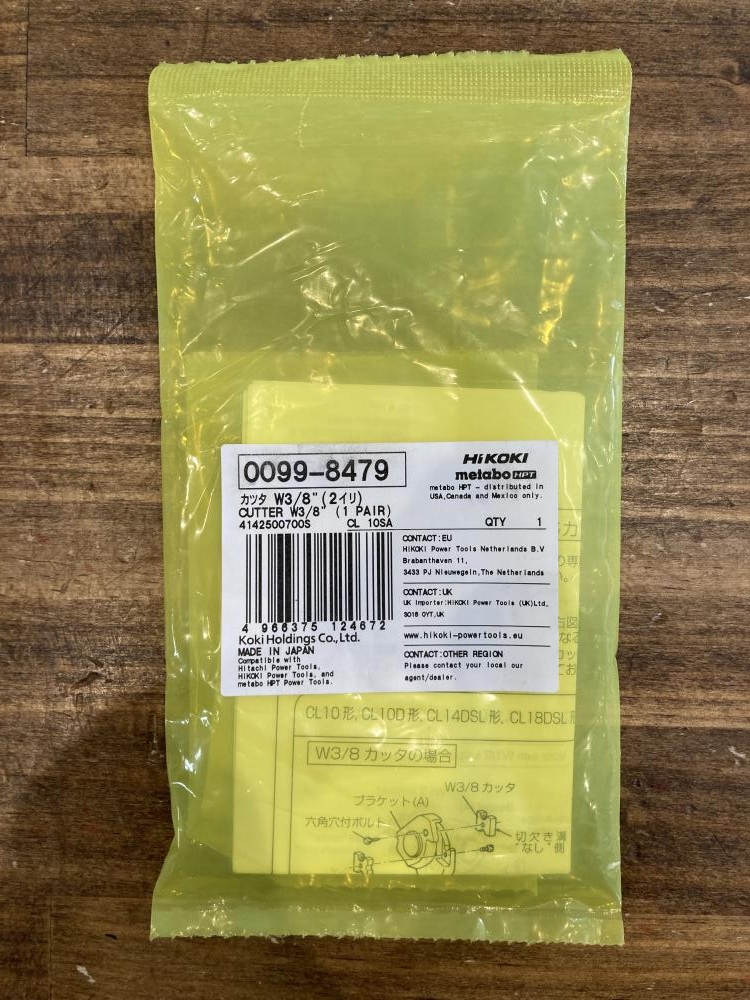 0099-8479
カッタ W3/8"(2イリ)
CUTTER W3/8" (1 PAIR)
4142500700S CL 10SA
4 966375 124672
Koki Holdings Co.,Ltd.
MADE IN JAPAN
Compatible with
Hitachi Power Tools,
HiKOKI Power Tools, and
metabo HPT Power Tools.
HiKOKI
metabo HPT
metabo HPT - distributed in
USA,Canada and Mexico only.
QTY 1
CONTACT:EU
HiKOKI Power Tools Netherlands B.V
Brabanthaven 11,
3433 PJ Nieuwegein,The Netherlands
CONTACT:UK
UK Importer:HiKOKI Power Tools (UK)Ltd,
SO16 0YT,UK
www.hikoki-powertools.eu
CONTACT:OTHER REGION
Please contact your local our
agent/dealer.
CL10形, CL10D形, CL14DSL形, CL18DSL形
W3/8 カッタの場合
W3/8 カッタ
ブラケット(A)
六角穴付ボルト
切欠き溝
"なし"側